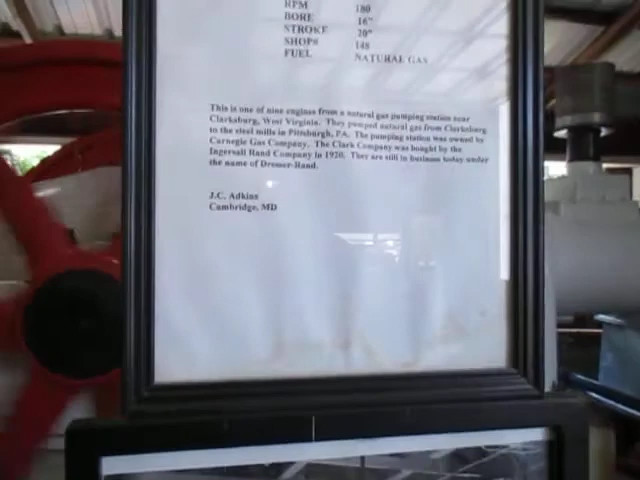 RPM 180
BORE 16"
STROKE 20"
SHOP# 148
FUEL NATURAL GAS
This is one of nine engines from a natural gas pumping station near
Clarksburg, West Virginia. They pumped natural gas from Clarksburg
to the steel mills in Pittsburgh, PA. The pumping station was owned by
Carnegie Gas Company. The Clark Company was bought by the
Ingersall Rand Company in 1920. They are still in business today under
the name of Dresser-Rand.
J.C. Adkins
Cambridge, MD